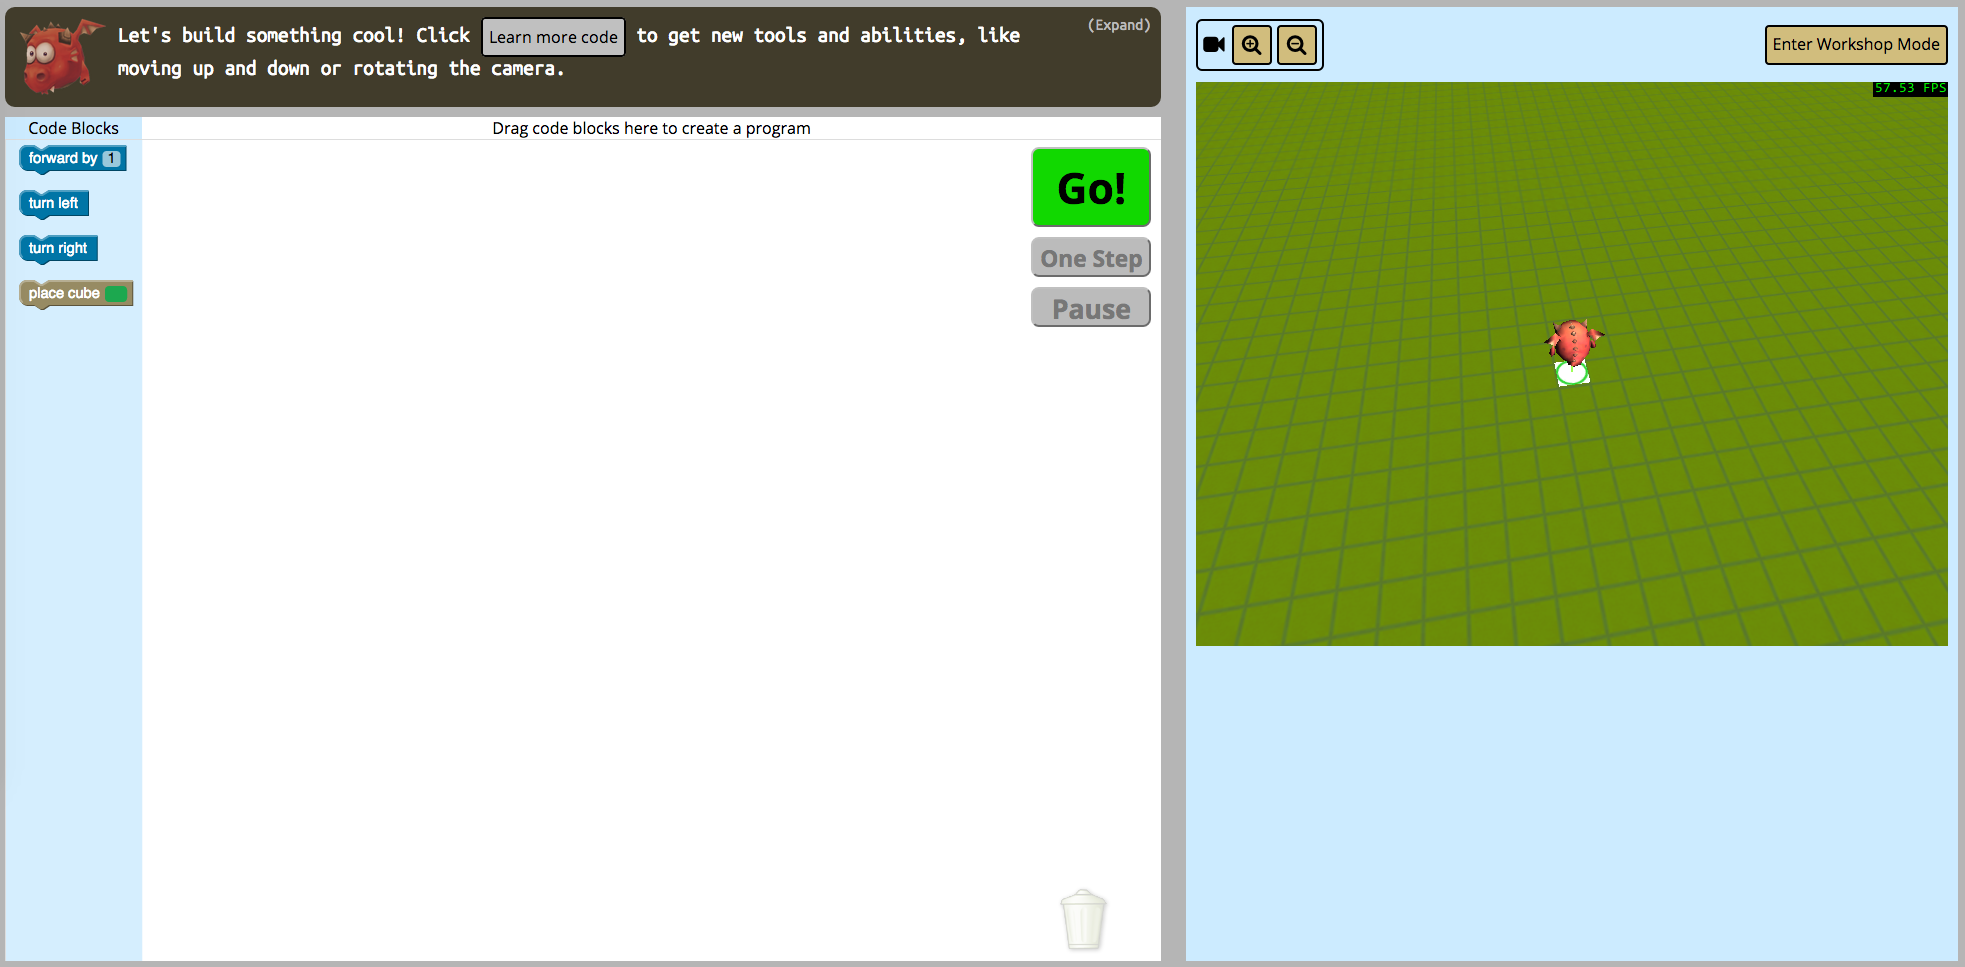 Let's build something cool! Click Learn more code to get new tools and abilities, like
moving up and down or rotating the camera.
(Expand)
Code Blocks
forward by 1
turn left
turn right
place cube
Drag code blocks here to create a program
Go!
One Step
Pause
Enter Workshop Mode
57.53 FPS